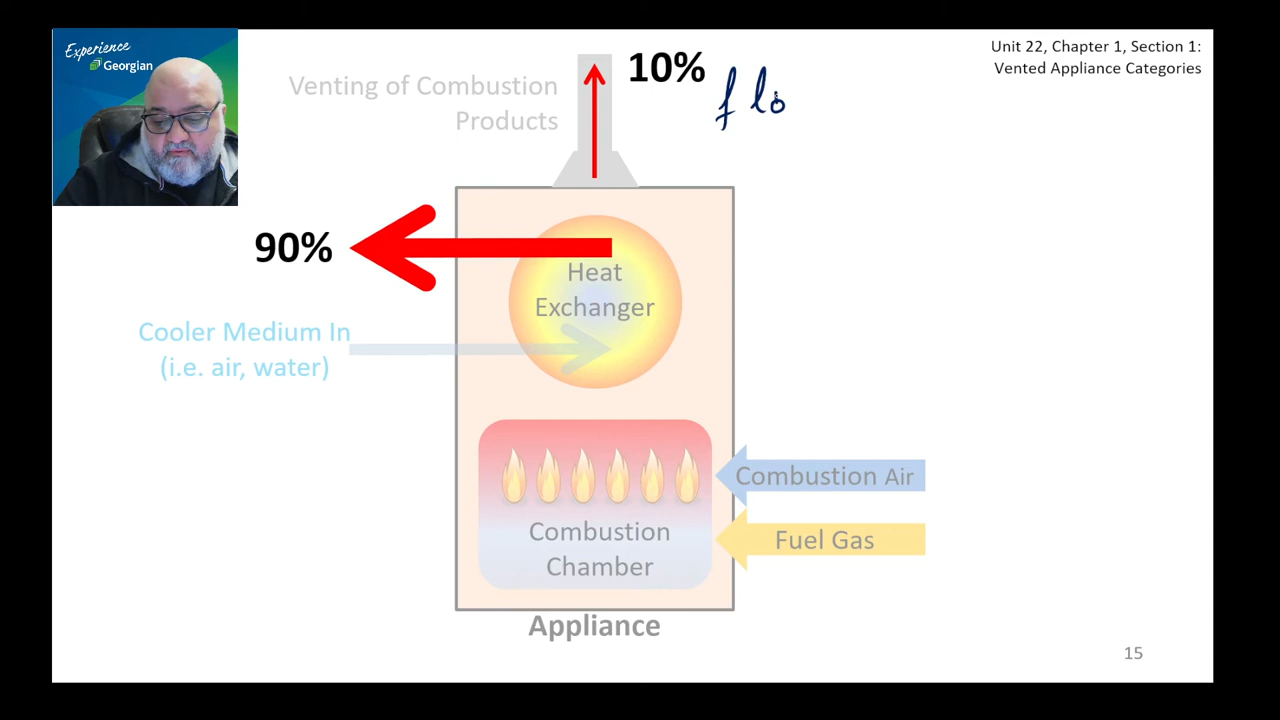 Experience
Georgian
Unit 22, Chapter 1, Section 1:
Vented Appliance Categories
Venting of Combustion
Products
10%
f lo
90%
Heat
Exchanger
Cooler Medium In
(i.e. air, water)
Combustion Air
Fuel Gas
Combustion
Chamber
Appliance
15